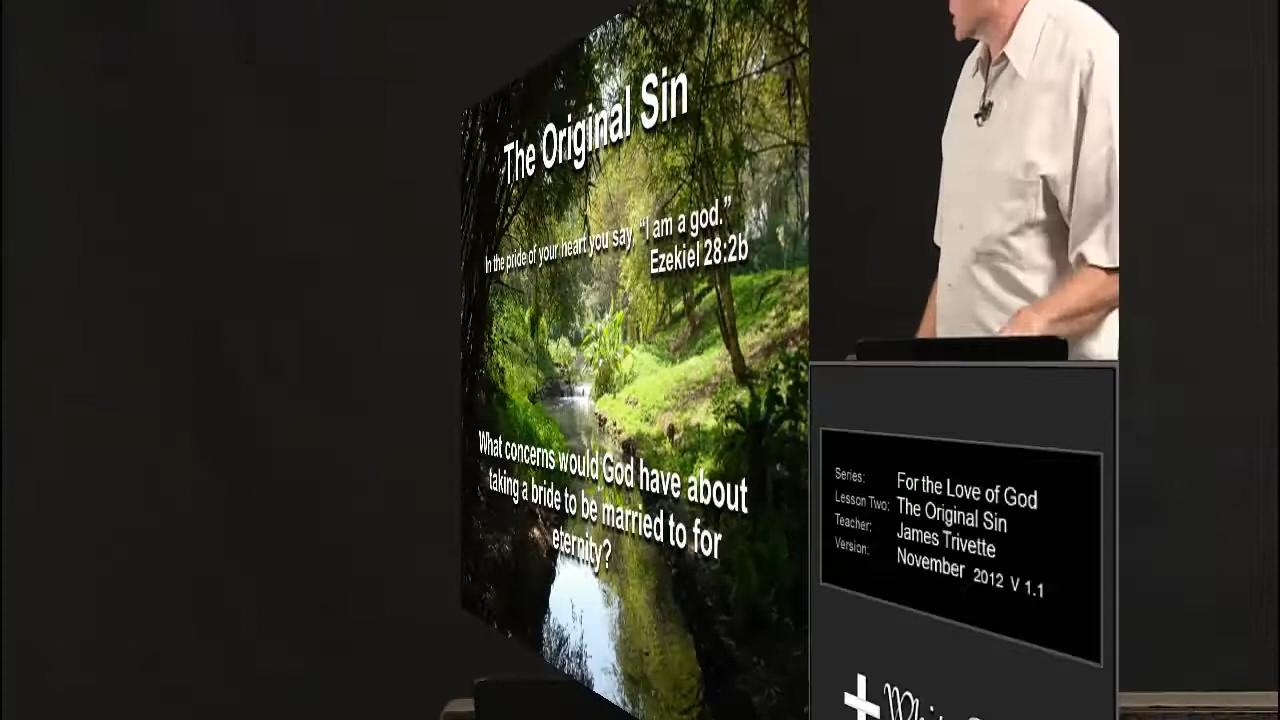 The Original Sin
In the pride of your heart you say, “I am a god.”
Ezekiel 28:2b
What concerns would God have about
taking a bride to be married to for
eternity?
Series: For the Love of God
Lesson Two: The Original Sin
Teacher: James Trivette
Version: November 2012 V 1.1